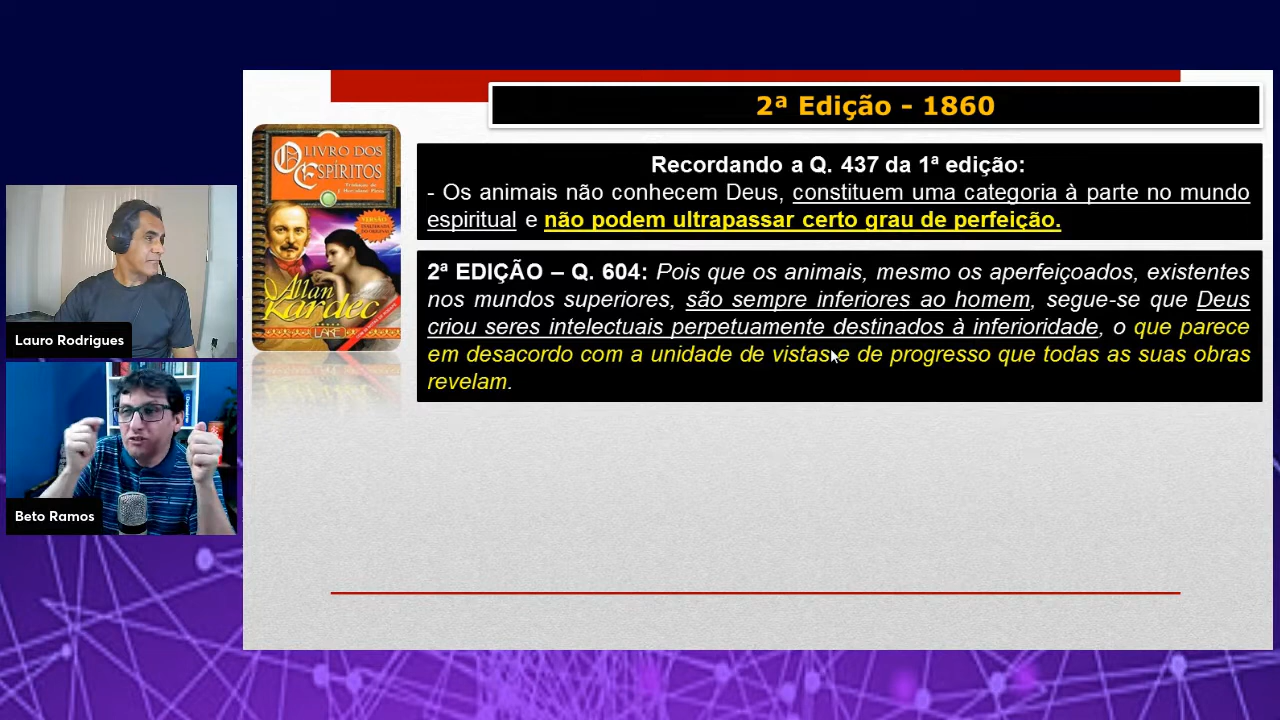 2ª Edição - 1860
O LIVRO DOS
ESPÍRITOS
Allan
Kardec
LAKE
Recordando a Q. 437 da 1ª edição:
- Os animais não conhecem Deus, constituem uma categoria à parte no mundo
espiritual e não podem ultrapassar certo grau de perfeição.
2ª EDIÇÃO – Q. 604: Pois que os animais, mesmo os aperfeiçoados, existentes
nos mundos superiores, são sempre inferiores ao homem, segue-se que Deus
criou seres intelectuais perpetuamente destinados à inferioridade, o que parece
em desacordo com a unidade de vistas e de progresso que todas as suas obras
revelam.
Lauro Rodrigues
Beto Ramos